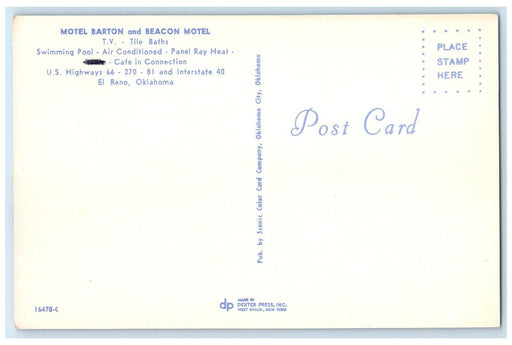 MOTEL BARTON and BEACON MOTEL
T.V. - Tile Baths
Swimming Pool - Air Conditioned - Panel Ray Heat -
- Cafe in Connection
U.S. Highways 66 - 270 - 81 and Interstate 40
El Reno, Oklahoma
PLACE
STAMP
HERE
Post Card
Pub. by Scenic Color Card Company, Oklahoma City, Oklahoma
16470-C
dp
MADE BY
DEXTER PRESS, INC.
WEST NYACK, NEW YORK